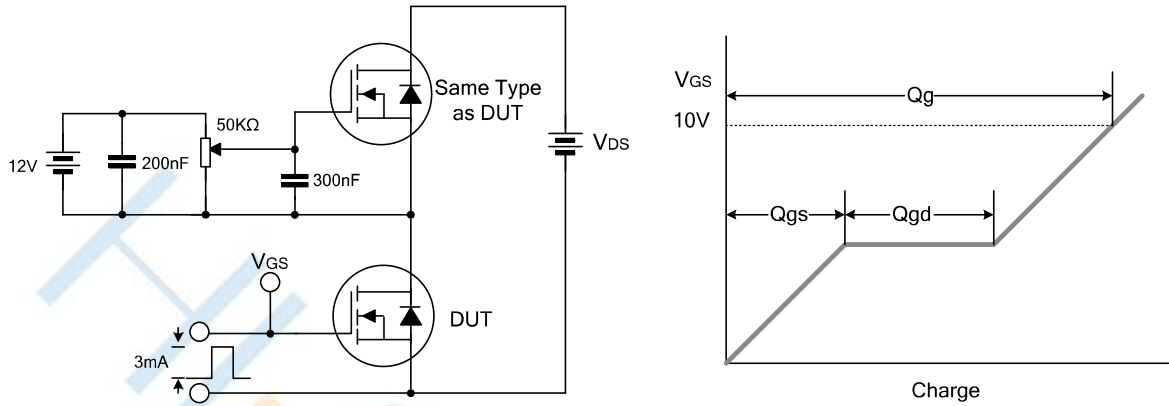 12V
200nF
50KΩ
300nF
Same Type
as DUT
VDS
VGS
DUT
3mA
VGS
10V
Qg
Qgs
Qgd
Charge